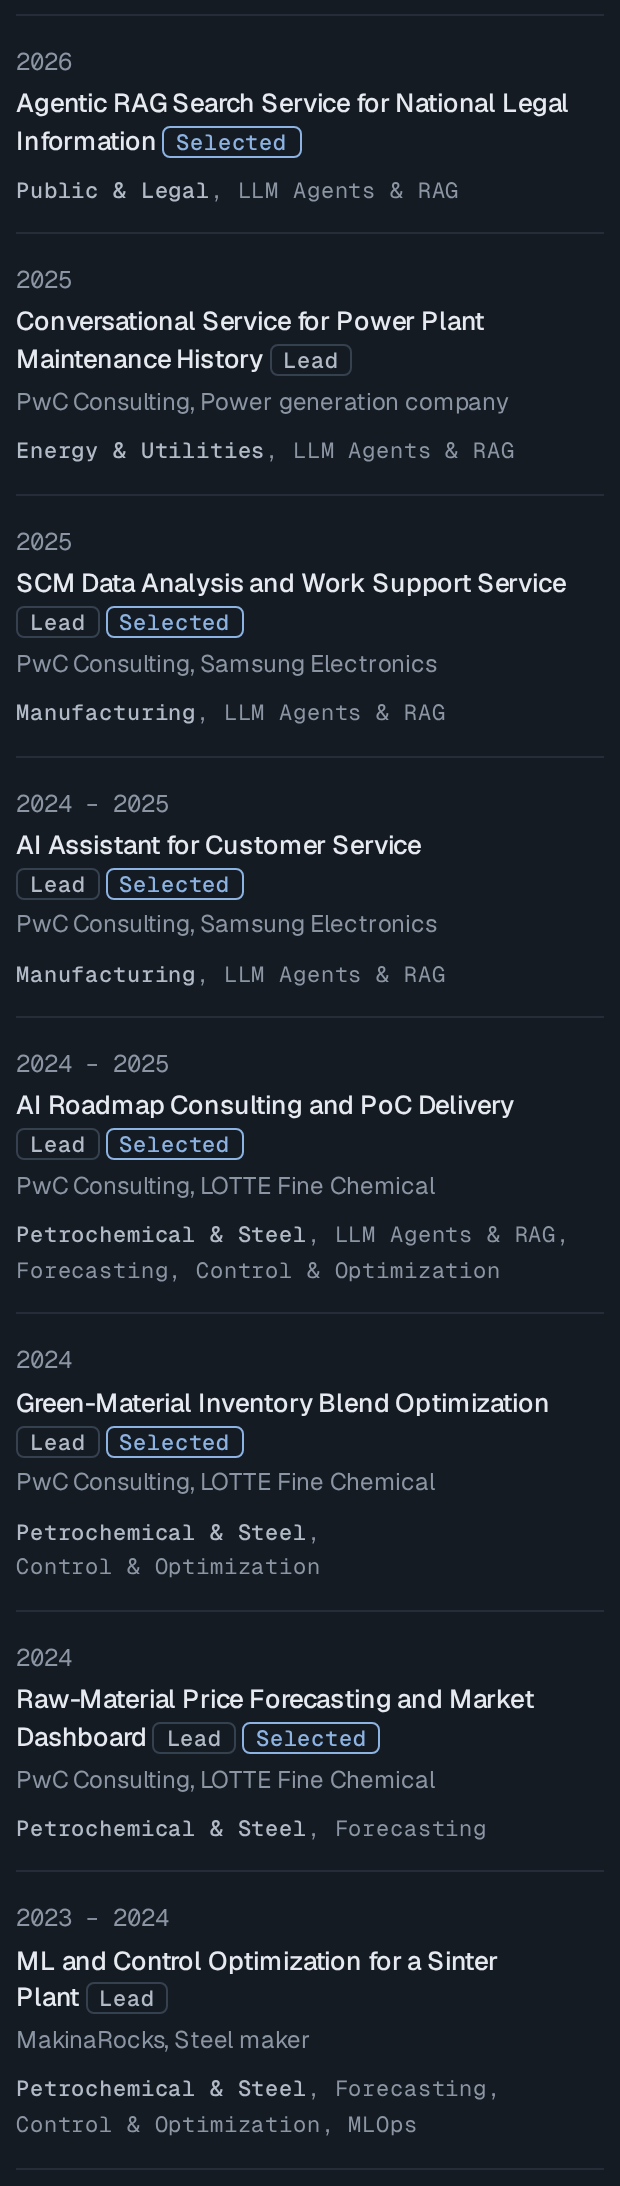 2026
Agentic RAG Search Service for National Legal
Information Selected
Public & Legal, LLM Agents & RAG
2025
Conversational Service for Power Plant
Maintenance History Lead
PwC Consulting, Power generation company
Energy & Utilities, LLM Agents & RAG
2025
SCM Data Analysis and Work Support Service
Lead Selected
PwC Consulting, Samsung Electronics
Manufacturing, LLM Agents & RAG
2024 – 2025
AI Assistant for Customer Service
Lead Selected
PwC Consulting, Samsung Electronics
Manufacturing, LLM Agents & RAG
2024 – 2025
AI Roadmap Consulting and PoC Delivery
Lead Selected
PwC Consulting, LOTTE Fine Chemical
Petrochemical & Steel, LLM Agents & RAG,
Forecasting, Control & Optimization
2024
Green-Material Inventory Blend Optimization
Lead Selected
PwC Consulting, LOTTE Fine Chemical
Petrochemical & Steel,
Control & Optimization
2024
Raw-Material Price Forecasting and Market
Dashboard Lead Selected
PwC Consulting, LOTTE Fine Chemical
Petrochemical & Steel, Forecasting
2023 – 2024
ML and Control Optimization for a Sinter
Plant Lead
MakinaRocks, Steel maker
Petrochemical & Steel, Forecasting,
Control & Optimization, MLOps